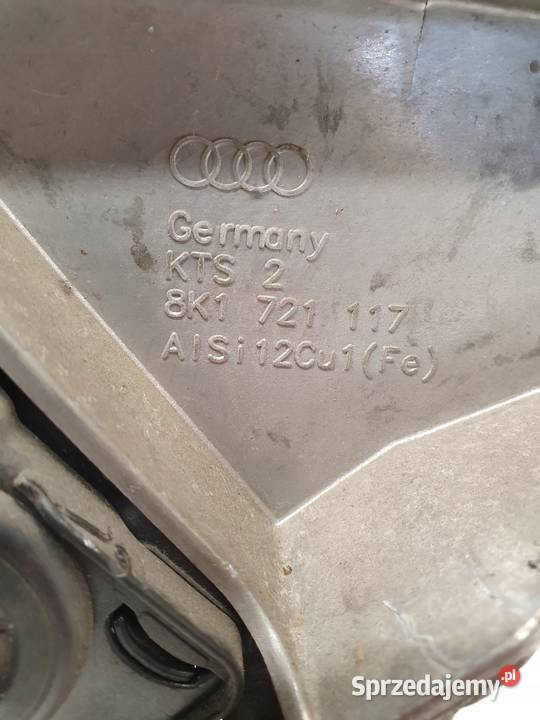 Germany
KTS 2
8K1 721 117
AlSi12Cu1(Fe)
Sprzedajemy.pl